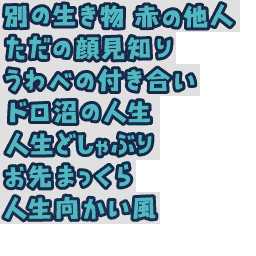 別の生き物 赤の他人
ただの顔見知り
うわべの付き合い
ドロ沼の人生
人生どしゃぶり
お先まっくら
人生向かい風